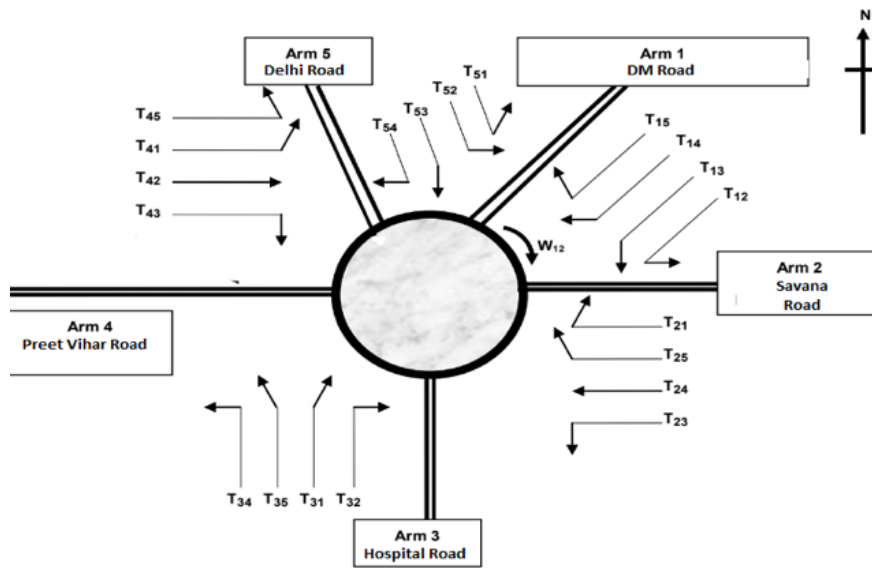 N
Arm 5
Delhi Road
Arm 1
DM Road
T51
T52
T53
T45
T41
T54
T15
T14
T13
T12
T42
T43
W12
Arm 2
Savana
Road
Arm 4
Preet Vihar Road
T21
T25
T24
T23
T34 T35 T31 T32
Arm 3
Hospital Road